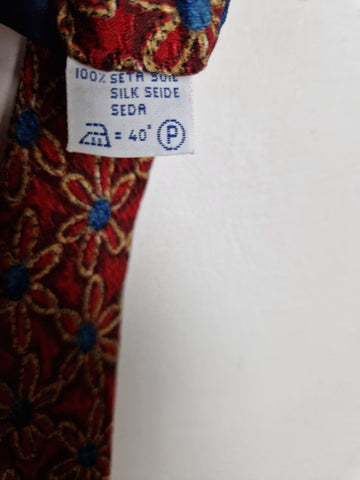 100% SETA SOIE
SILK SEIDE
SEDA
= 40° P